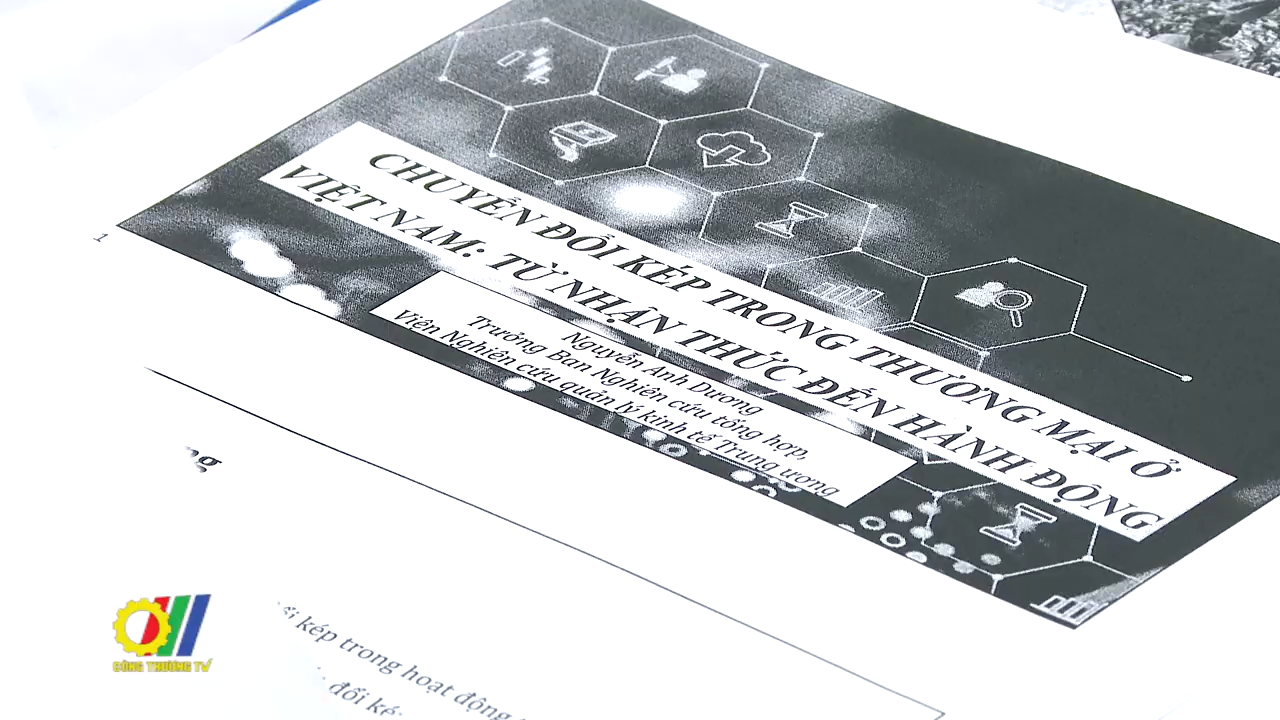 CHUYỂN ĐỔI KÉP TRONG THƯƠNG MẠI Ở
VIỆT NAM: TỪ NHẬN THỨC ĐẾN HÀNH ĐỘNG
Nguyễn Anh Dương
Trưởng Ban Nghiên cứu tổng hợp,
Viện Nghiên cứu quản lý kinh tế Trung ương
1
kép trong hoạt động
đổi
CÔNG THƯƠNG TV